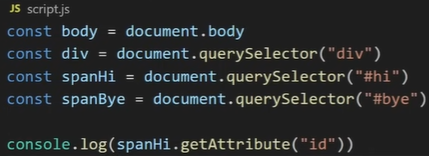 JS script.js
const body = document.body
const div = document.querySelector("div")
const spanHi = document.querySelector("#hi")
const spanBye = document.querySelector("#bye")
console.log(spanHi.getAttribute("id"))